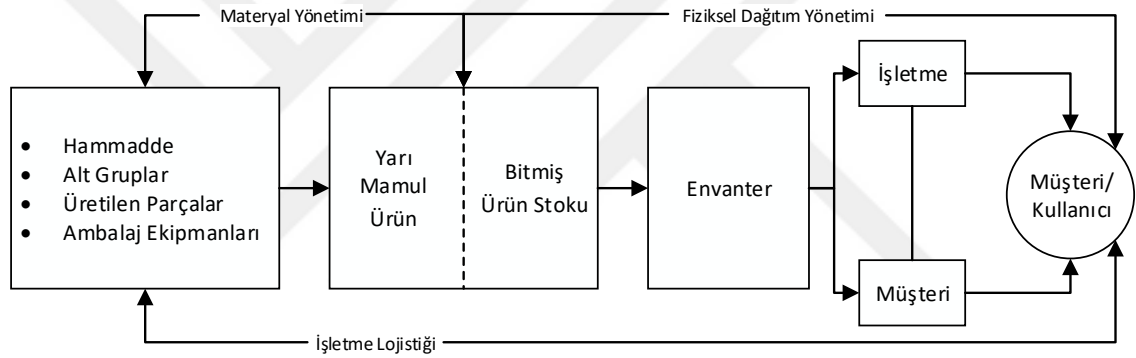 Materyal Yönetimi
Fiziksel Dağıtım Yönetimi
• Hammadde
• Alt Gruplar
• Üretilen Parçalar
• Ambalaj Ekipmanları
Yarı
Mamul
Ürün
Bitmiş
Ürün Stoku
Envanter
İşletme
Müşteri
Müşteri/
Kullanıcı
İşletme Lojistiği